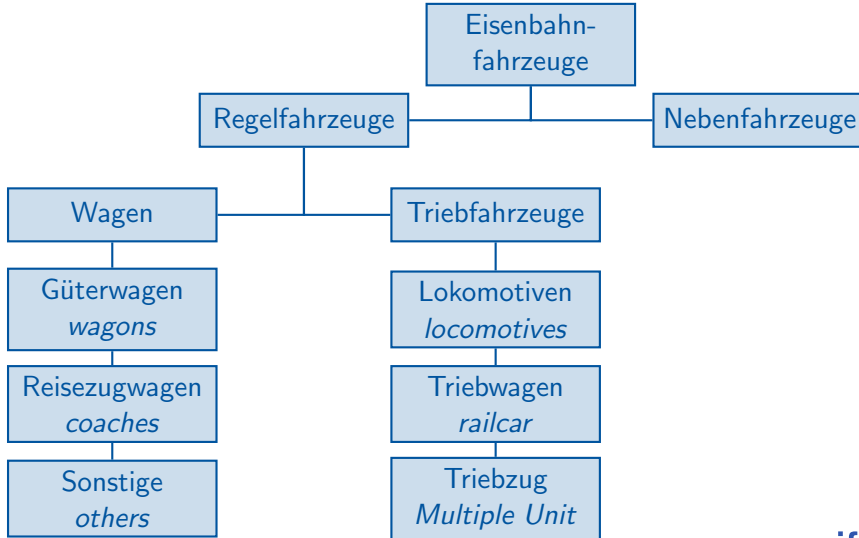 Eisenbahn-
fahrzeuge
Regelfahrzeuge
Nebenfahrzeuge
Wagen
Triebfahrzeuge
Güterwagen
wagons
Lokomotiven
locomotives
Reisezugwagen
coaches
Triebwagen
railcar
Sonstige
others
Triebzug
Multiple Unit